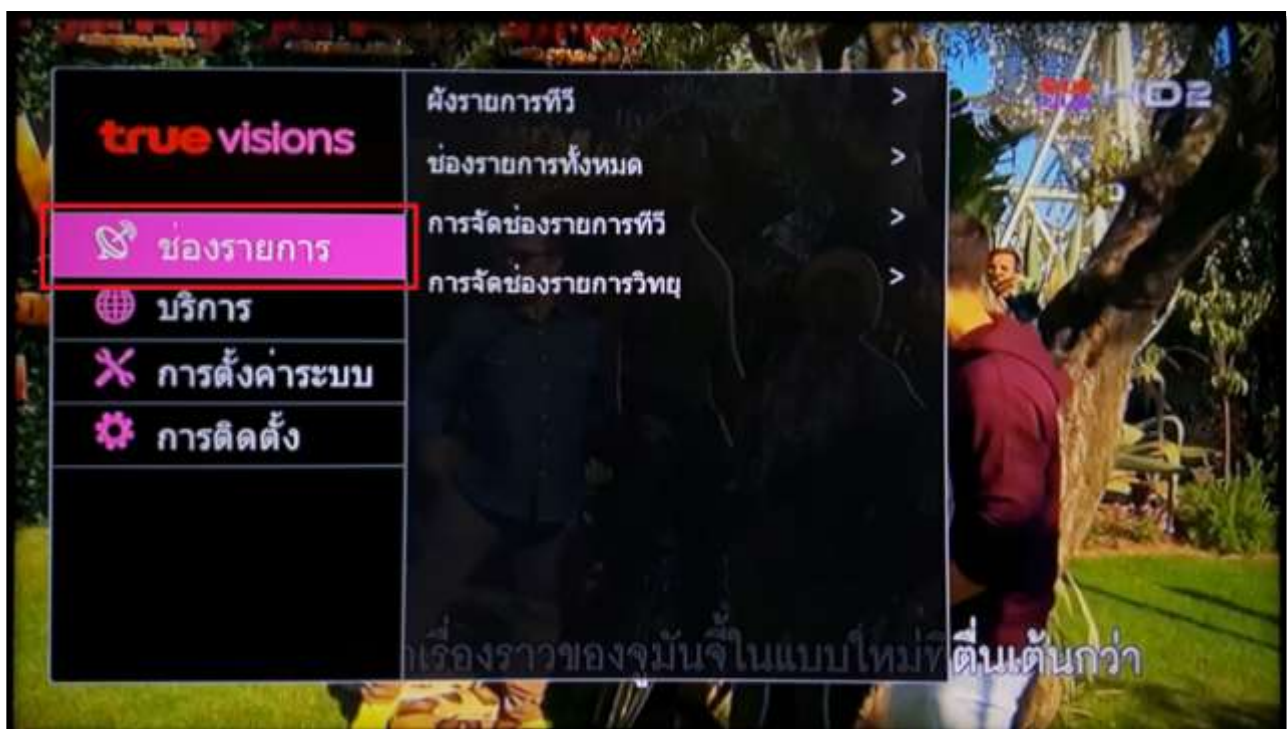 true visions
ช่องรายการ
บริการ
การตั้งค่าระบบ
การติดตั้ง
ผังรายการทีวี >
ช่องรายการทั้งหมด >
การจัดช่องรายการทีวี >
การจัดช่องรายการวิทยุ >
true HD2
เรื่องราวของจูมันจี้ในแบบใหม่ที่ตื่นเต้นกว่า